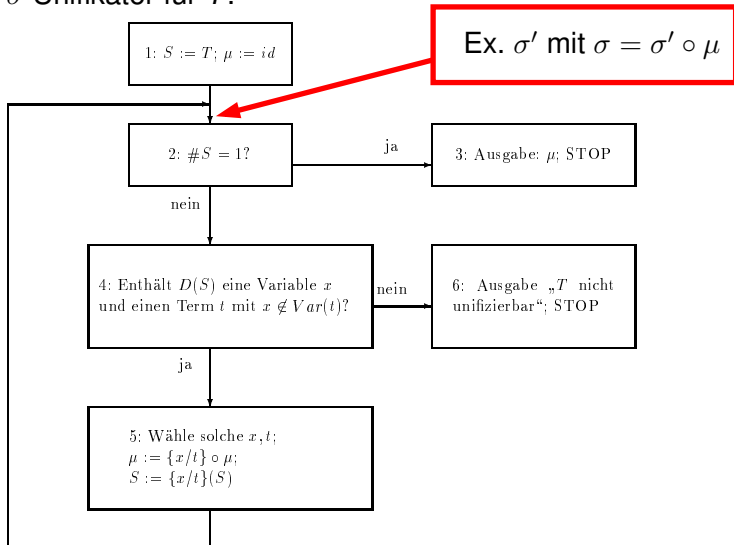 σ Unifikator für T.
Ex. σ′ mit σ = σ′ ∘ μ
1: S := T; μ := id
2: #S = 1?
ja
3: Ausgabe: μ; STOP
nein
4: Enthält D(S) eine Variable x
und einen Term t mit x ∉ Var(t)?
nein
6: Ausgabe „T nicht
unifizierbar“; STOP
ja
5: Wähle solche x, t;
μ := {x/t} ∘ μ;
S := {x/t}(S)